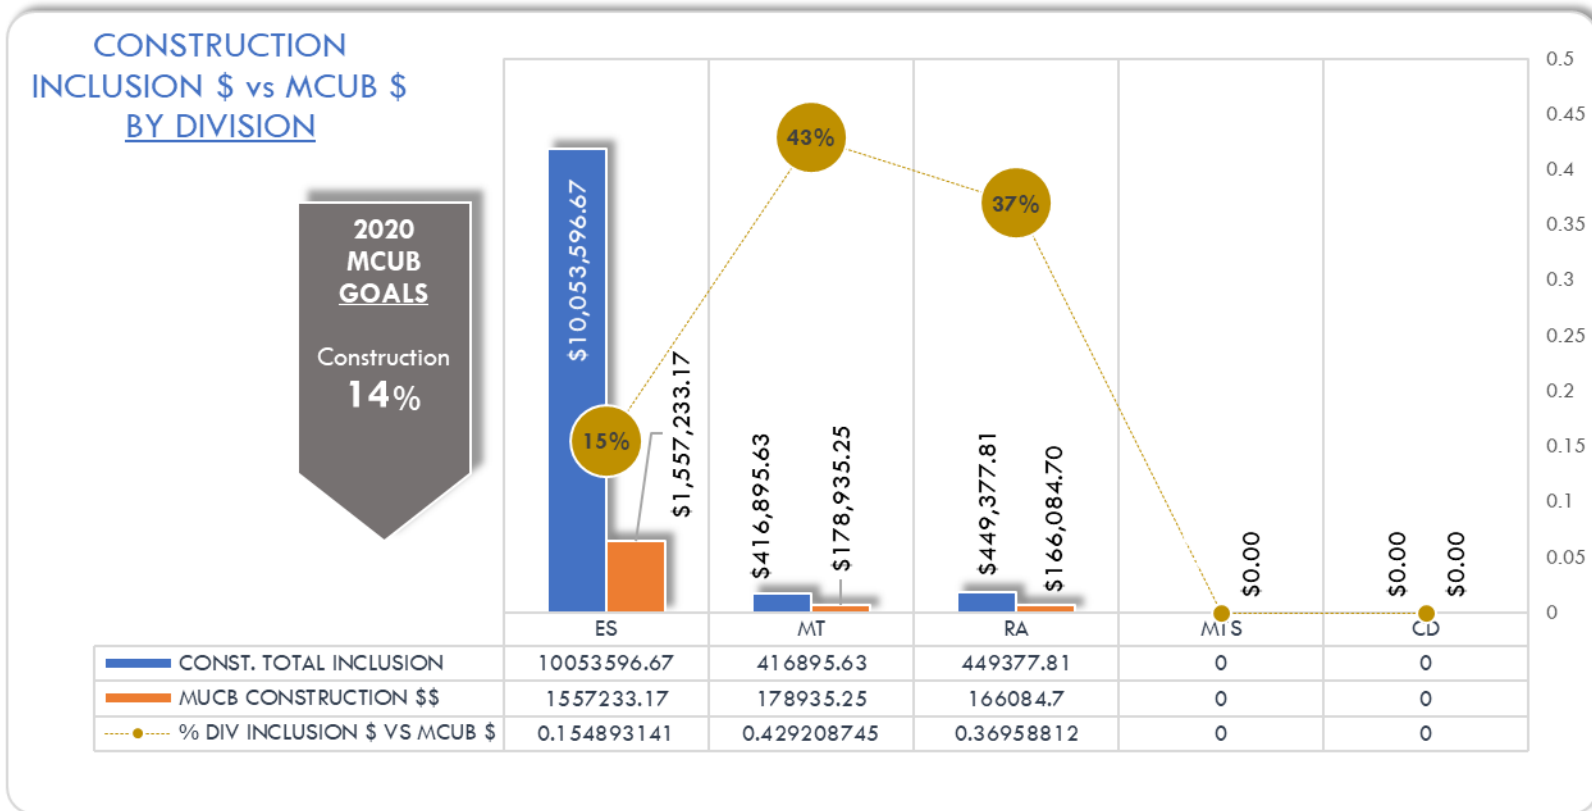 CONSTRUCTION
INCLUSION $ vs MCUB $
BY DIVISION
2020
MCUB
GOALS
Construction
14%
0.5
0.45
0.4
0.35
0.3
0.25
0.2
0.15
0.1
0.05
0
$10,053,596.67
15%
$1,557,233.17
43%
$416,895.63
$178,935.25
37%
$449,377.81
$166,084.70
$0.00
$0.00
$0.00
ES MT RA MTS CD
CONST. TOTAL INCLUSION 10053596.67 416895.63 449377.81 0 0
MUCB CONSTRUCTION $$ 1557233.17 178935.25 166084.7 0 0
% DIV INCLUSION $ VS MCUB $ 0.154893141 0.429208745 0.36958812 0 0